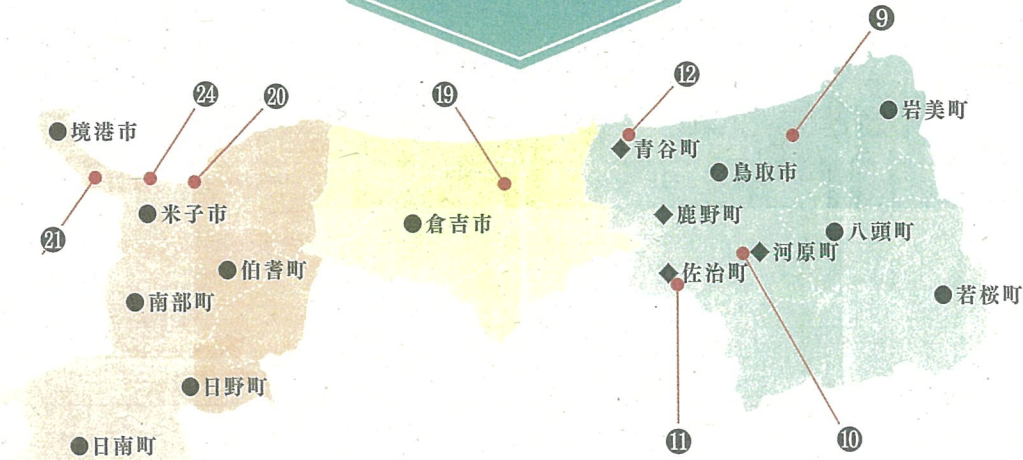 ⑨
⑫
⑲
㉔
⑳
岩美町
境港市
青谷町
鳥取市
鹿野町
米子市
倉吉市
八頭町
㉑
河原町
伯耆町
佐治町
南部町
若桜町
日野町
⑪
⑩
日南町